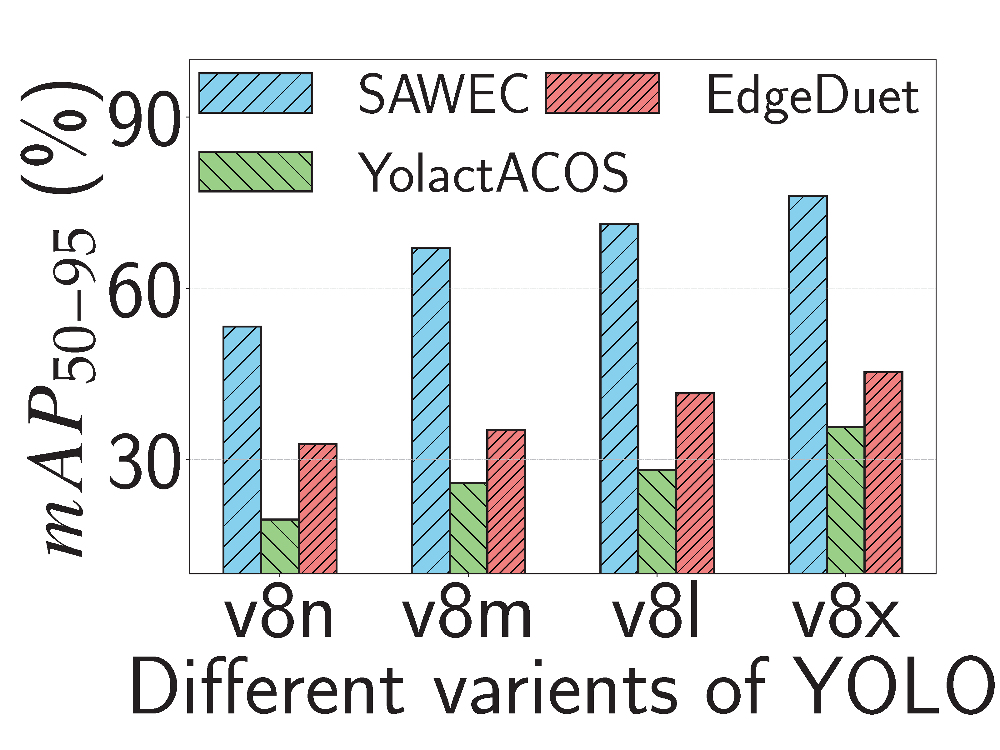 SAWEC
EdgeDuet
YolactACOS
mAP50−95 (%)
90
60
30
v8n
v8m
v8l
v8x
Different varients of YOLO